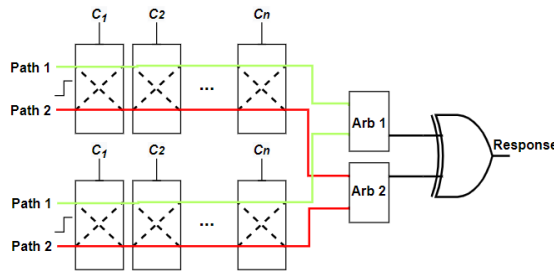 C1 C2 Cn
Path 1
...
Path 2
Arb 1
Response
C1 C2 Cn
Arb 2
Path 1
...
Path 2